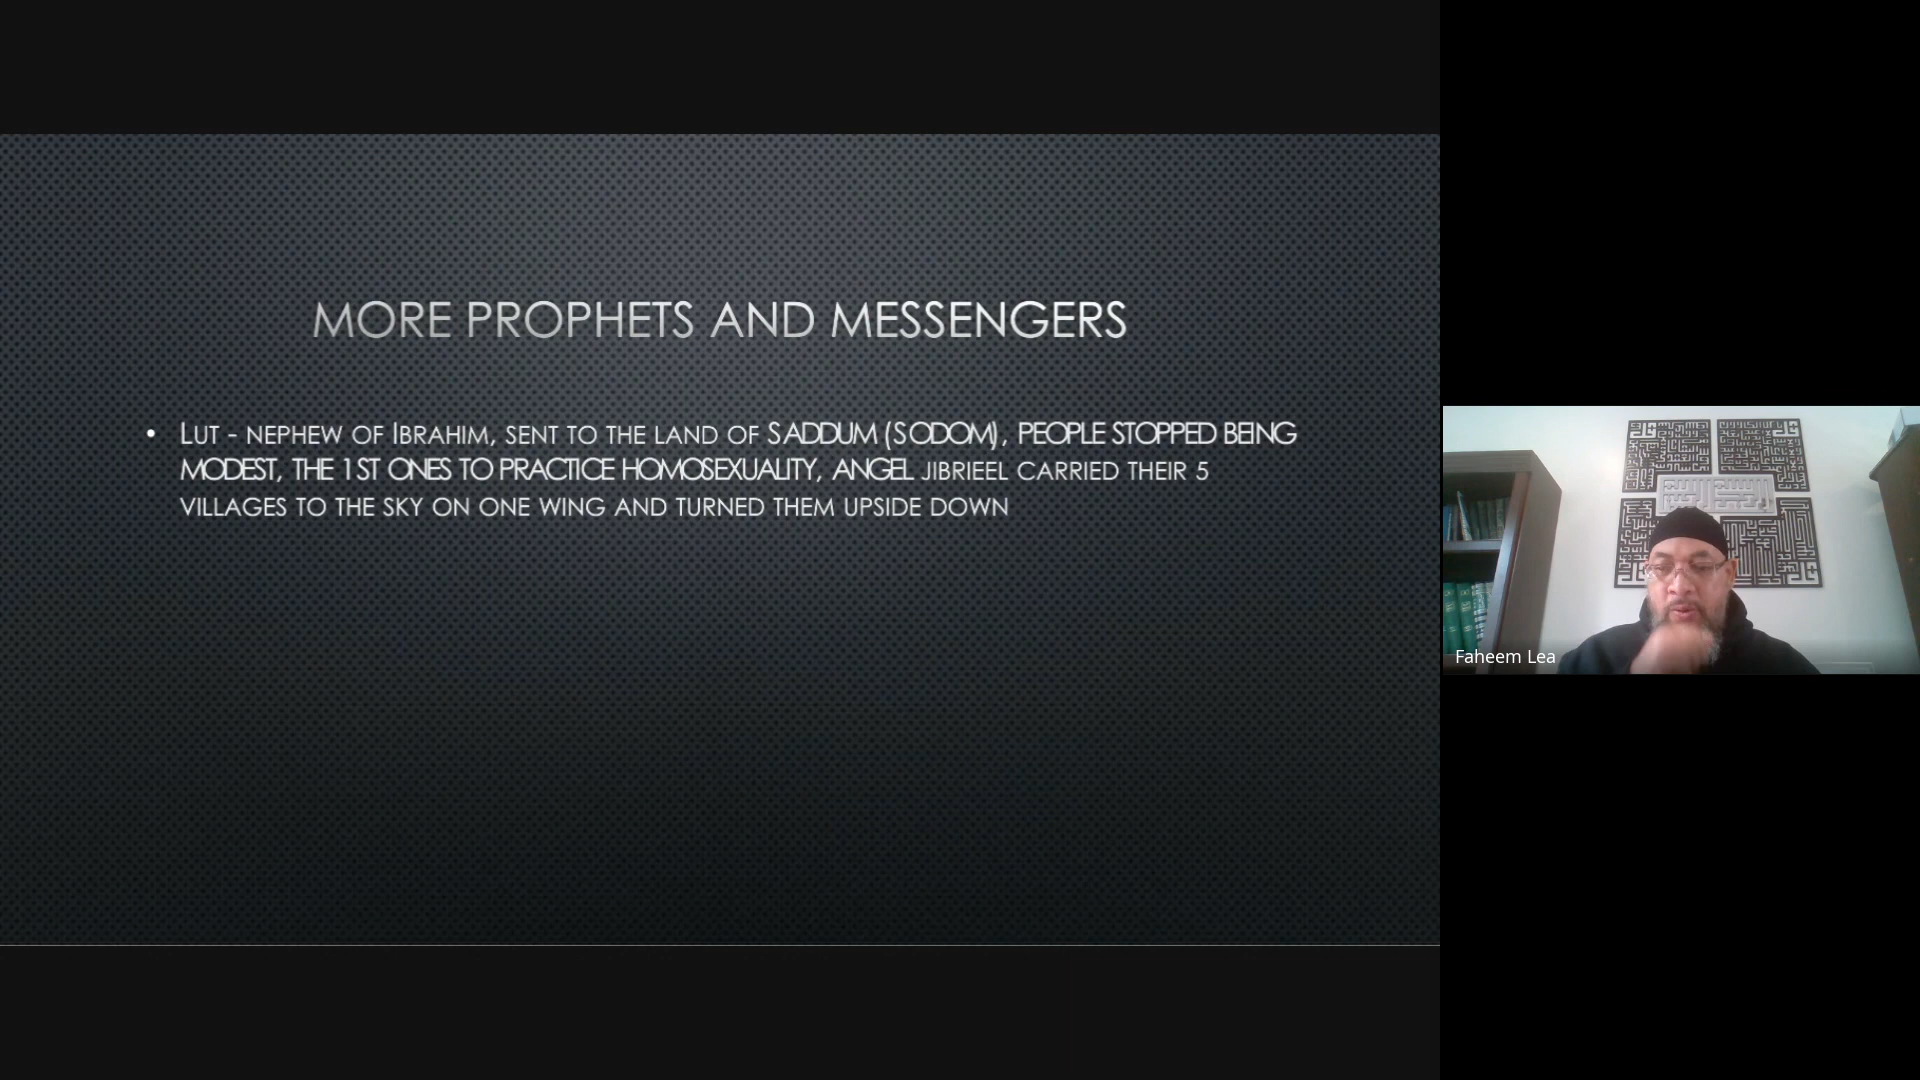 MORE PROPHETS AND MESSENGERS
• LUT - NEPHEW OF IBRAHIM, SENT TO THE LAND OF SADDUM (SODOM), PEOPLE STOPPED BEING
MODEST, THE 1ST ONES TO PRACTICE HOMOSEXUALITY, ANGEL JIBRIEEL CARRIED THEIR 5
VILLAGES TO THE SKY ON ONE WING AND TURNED THEM UPSIDE DOWN
Faheem Lea